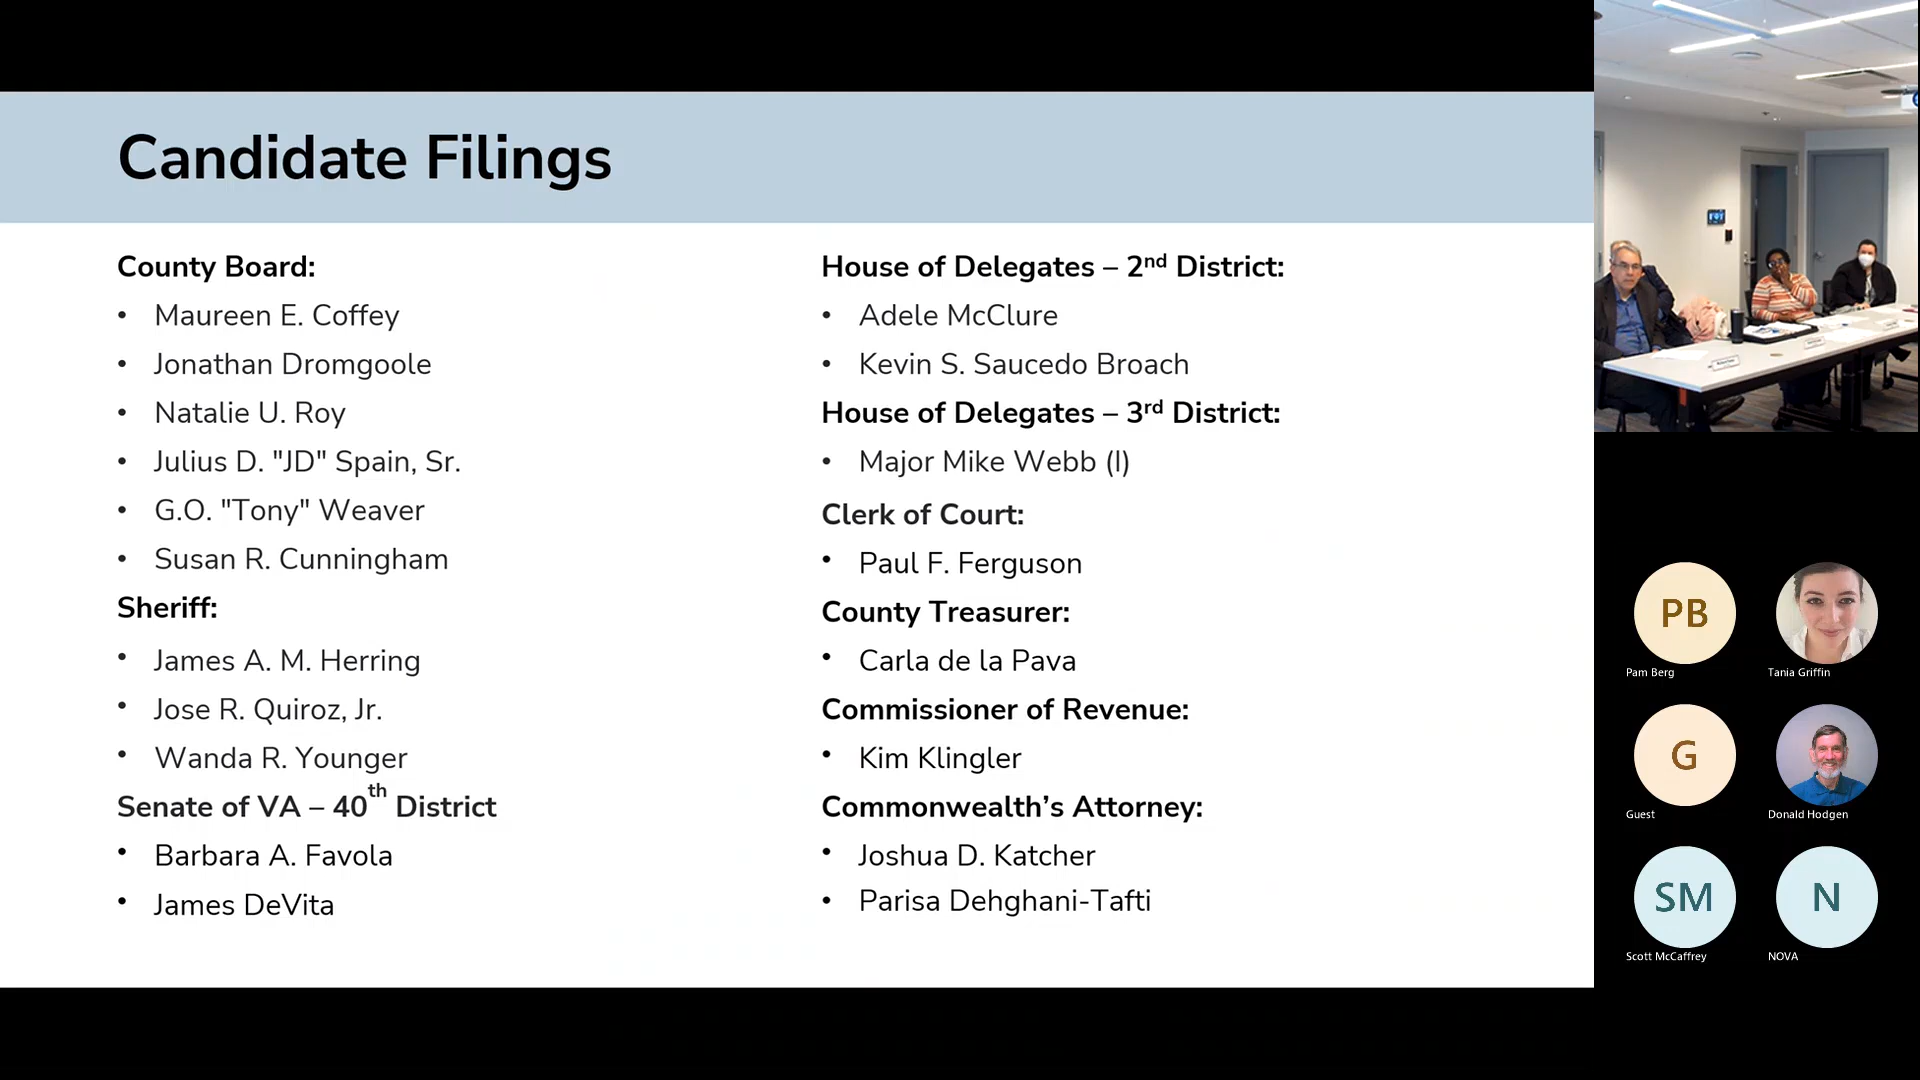 Candidate Filings
County Board:
• Maureen E. Coffey
• Jonathan Dromgoole
• Natalie U. Roy
• Julius D. "JD" Spain, Sr.
• G.O. "Tony" Weaver
• Susan R. Cunningham
Sheriff:
• James A. M. Herring
• Jose R. Quiroz, Jr.
• Wanda R. Younger
Senate of VA – 40th District
• Barbara A. Favola
• James DeVita
House of Delegates – 2nd District:
• Adele McClure
• Kevin S. Saucedo Broach
House of Delegates – 3rd District:
• Major Mike Webb (I)
Clerk of Court:
• Paul F. Ferguson
County Treasurer:
• Carla de la Pava
Commissioner of Revenue:
• Kim Klingler
Commonwealth’s Attorney:
• Joshua D. Katcher
• Parisa Dehghani-Tafti
PB
Pam Berg
Tania Griffin
G
Guest
Donald Hodgen
SM
Scott McCaffrey
N
NOVA